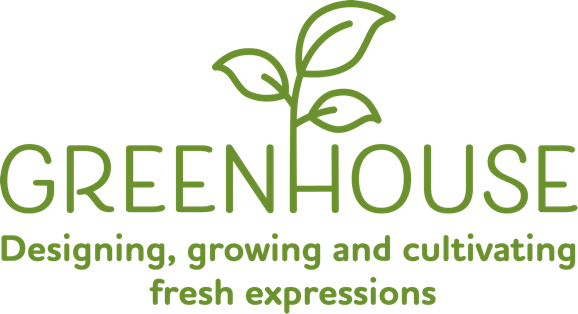 GREENHOUSE
Designing, growing and cultivating
fresh expressions